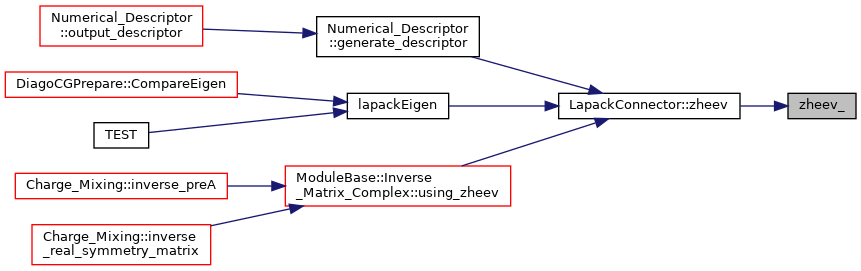 Numerical_Descriptor
::output_descriptor
Numerical_Descriptor
::generate_descriptor
DiagoCGPrepare::CompareEigen
lapackEigen
LapackConnector::zheev
zheev_
TEST
ModuleBase::Inverse
_Matrix_Complex::using_zheev
Charge_Mixing::inverse_preA
Charge_Mixing::inverse
_real_symmetry_matrix